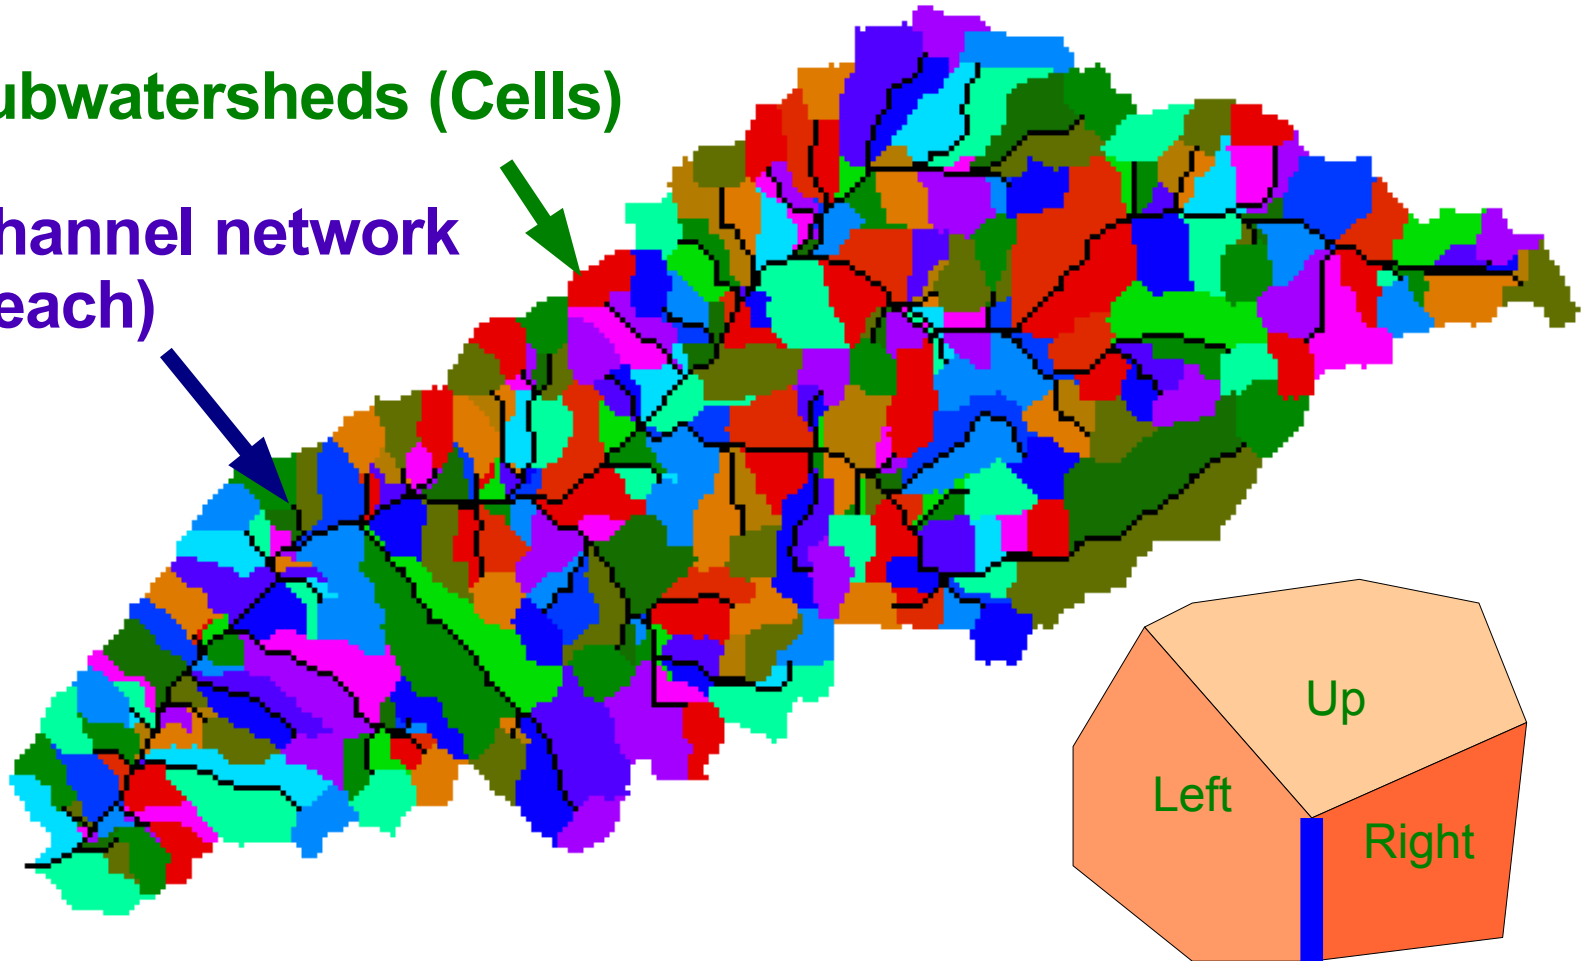 ubwatersheds (Cells)
hannel network
each)
Up
Left
Right